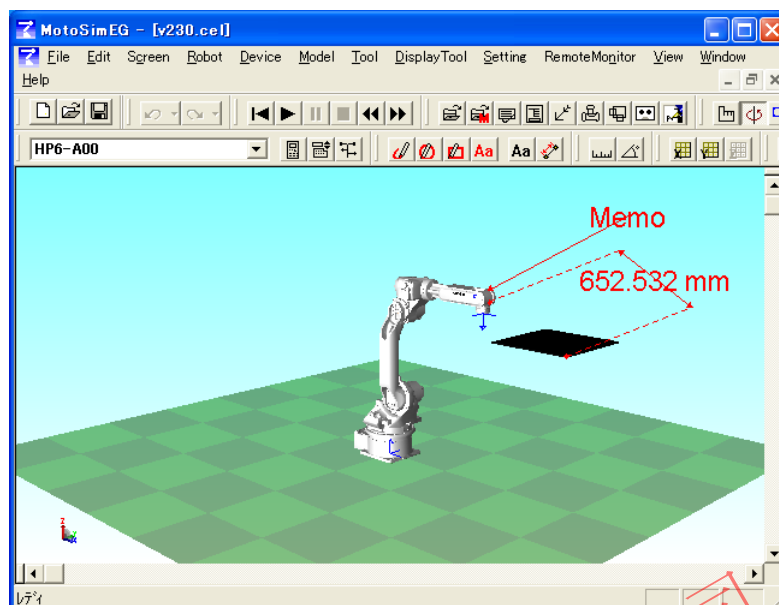 MotoSimEG - [v230.cel]
File Edit Screen Robot Device Model Tool DisplayTool Setting RemoteMonitor View Window
Help
Aa Aa
HP6-A00
Memo
652.532 mm
レディ